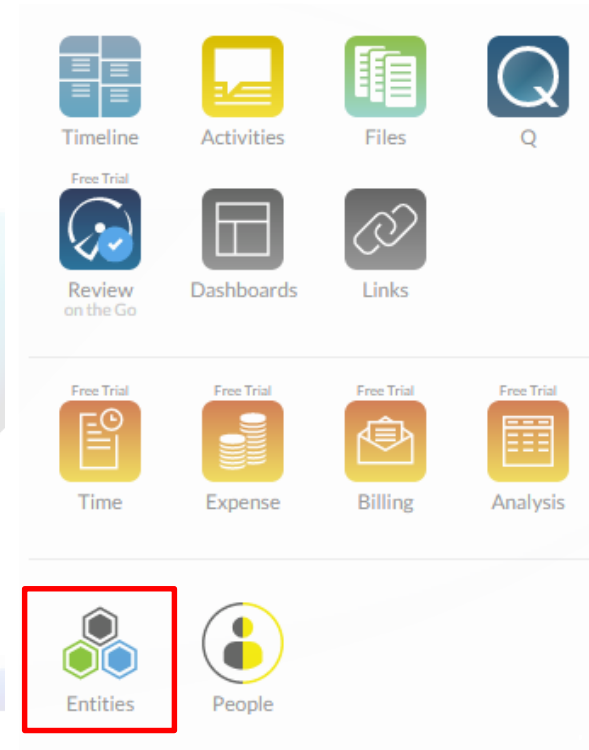 Timeline
Activities
Files
Q
Free Trial
Review
on the Go
Dashboards
Links
Free Trial
Free Trial
Free Trial
Free Trial
Time
Expense
Billing
Analysis
Entities
People